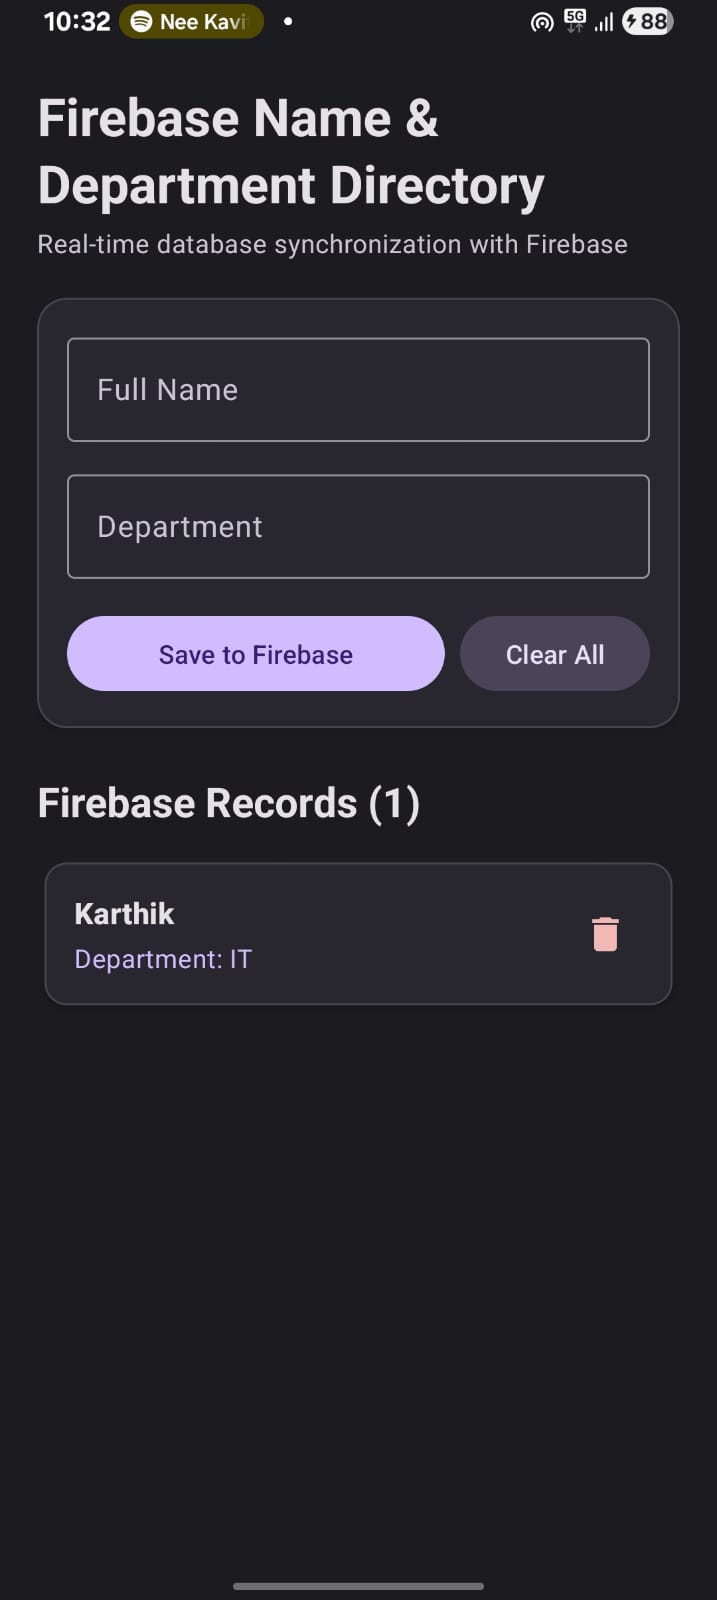 10:32 Nee Kavi 5G 88
Firebase Name &
Department Directory
Real-time database synchronization with Firebase
Full Name
Department
Save to Firebase Clear All
Firebase Records (1)
Karthik
Department: IT